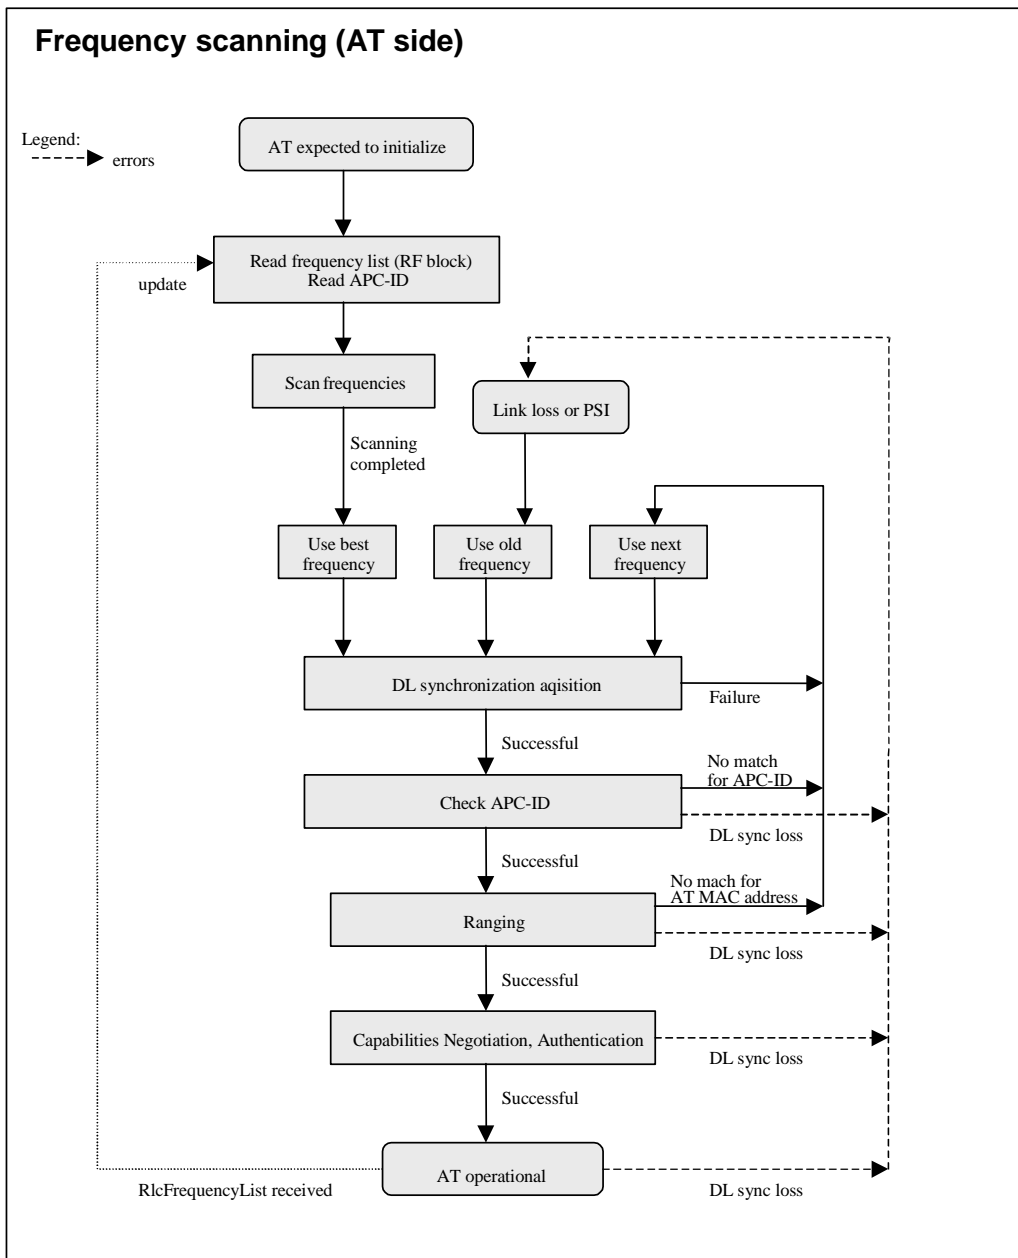 Frequency scanning (AT side)
Legend:
errors
AT expected to initialize
Read frequency list (RF block)
Read APC-ID
update
Scan frequencies
Link loss or PSI
Scanning
completed
Use best
frequency
Use old
frequency
Use next
frequency
DL synchronization aqisition
Failure
Successful
No match
for APC-ID
Check APC-ID
DL sync loss
Successful
No mach for
AT MAC address
Ranging
DL sync loss
Successful
Capabilities Negotiation, Authentication
DL sync loss
Successful
AT operational
RlcFrequencyList received
DL sync loss